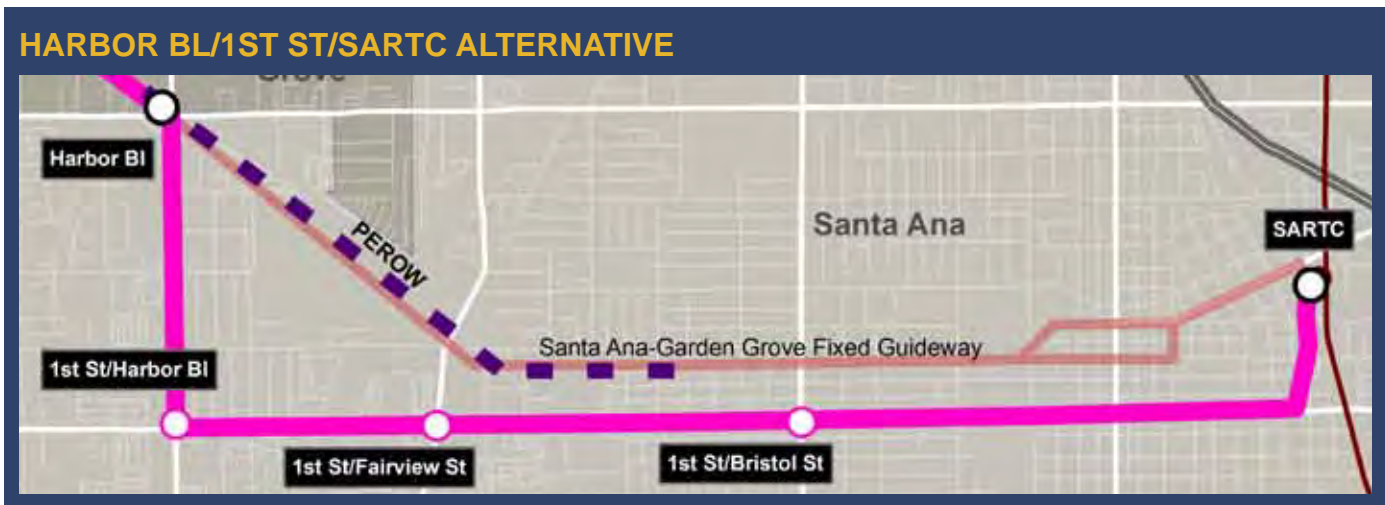 HARBOR BL/1ST ST/SARTC ALTERNATIVE
Grove
Harbor Bl
PEROW
Santa Ana
SARTC
Santa Ana-Garden Grove Fixed Guideway
1st St/Harbor Bl
1st St/Fairview St
1st St/Bristol St